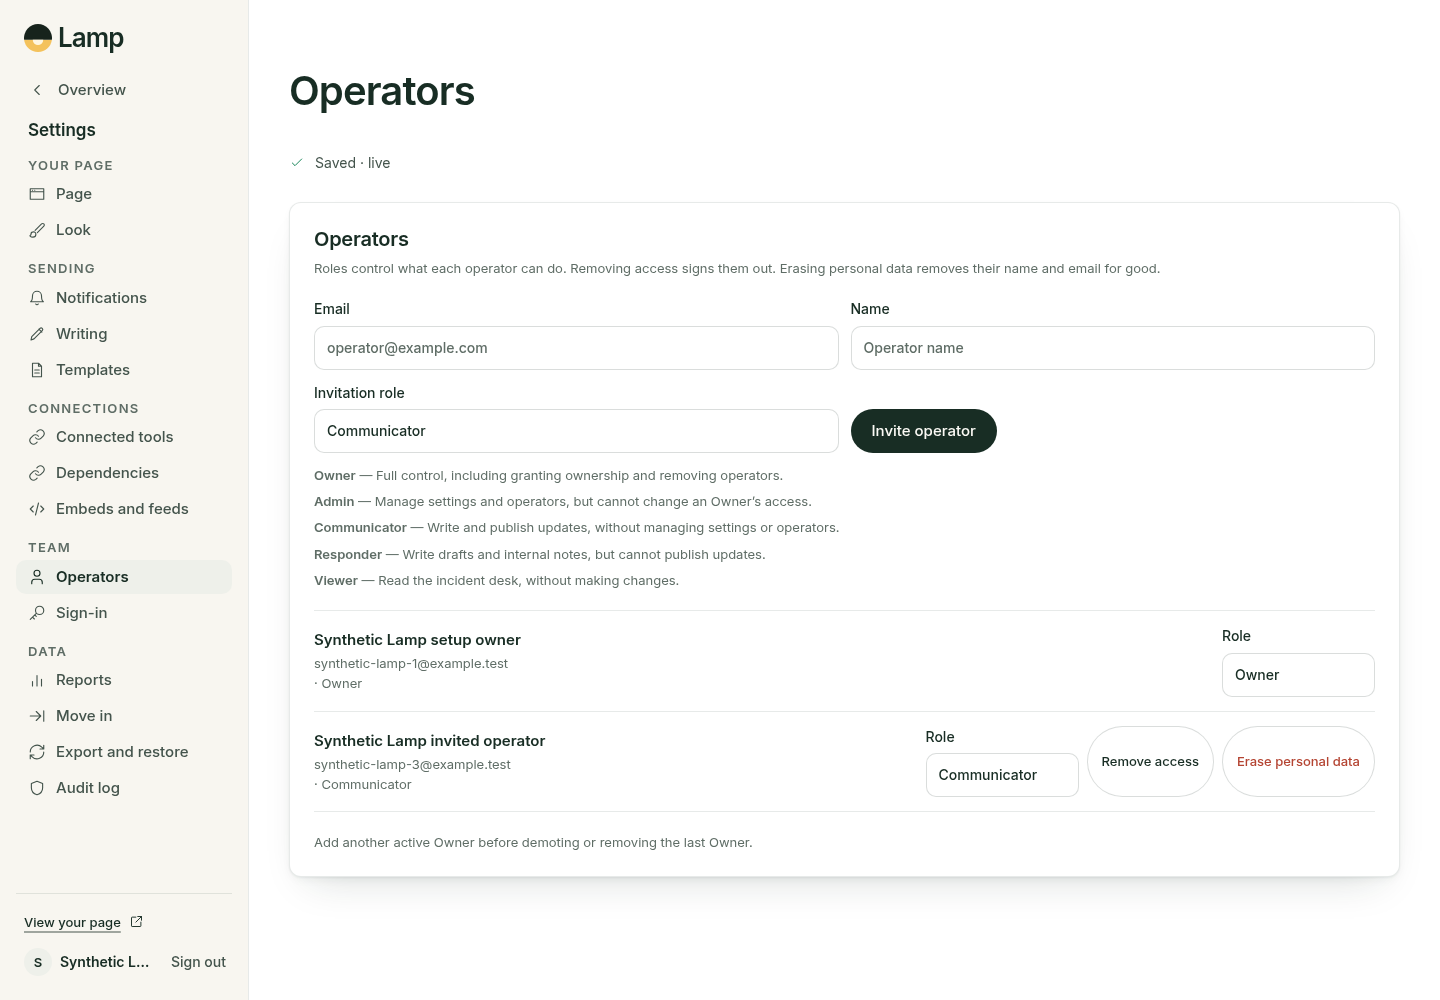 Lamp
Overview
Settings
YOUR PAGE
Page
Look
SENDING
Notifications
Writing
Templates
CONNECTIONS
Connected tools
Dependencies
Embeds and feeds
TEAM
Operators
Sign-in
DATA
Reports
Move in
Export and restore
Audit log
View your page
S
Synthetic L...
Sign out
Operators
Saved · live
Operators
Roles control what each operator can do. Removing access signs them out. Erasing personal data removes their name and email for good.
Email
Name
operator@example.com
Operator name
Invitation role
Communicator
Invite operator
Owner — Full control, including granting ownership and removing operators.
Admin — Manage settings and operators, but cannot change an Owner’s access.
Communicator — Write and publish updates, without managing settings or operators.
Responder — Write drafts and internal notes, but cannot publish updates.
Viewer — Read the incident desk, without making changes.
Synthetic Lamp setup owner
synthetic-lamp-1@example.test
· Owner
Role
Owner
Synthetic Lamp invited operator
synthetic-lamp-3@example.test
· Communicator
Role
Communicator
Remove access
Erase personal data
Add another active Owner before demoting or removing the last Owner.